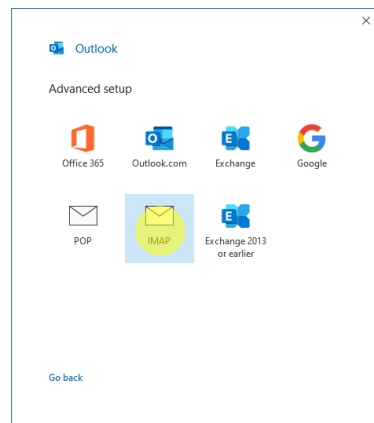 Outlook
Advanced setup
Office 365
Outlook.com
Exchange
Google
POP
IMAP
Exchange 2013
or earlier
Go back